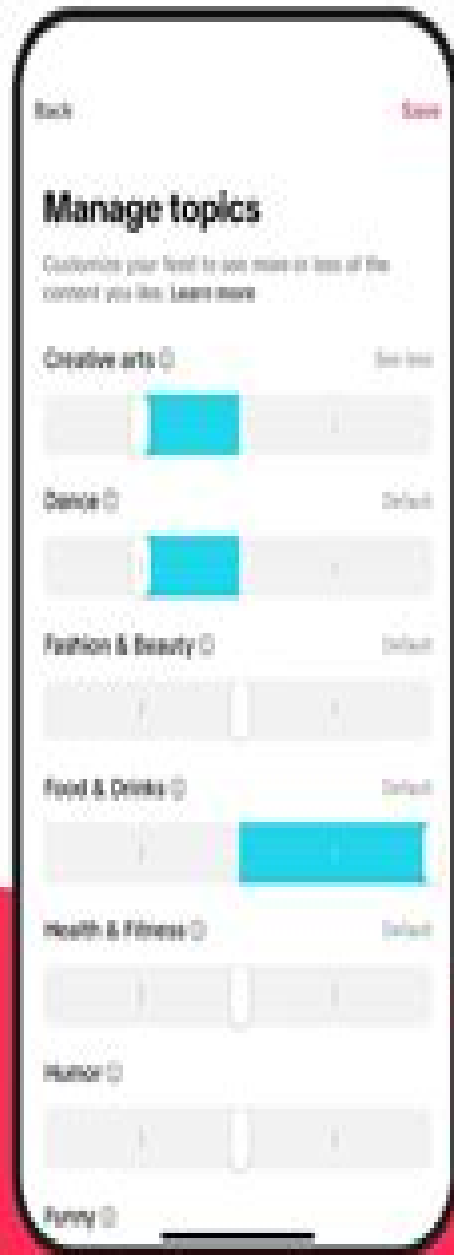 Back
Save
Manage topics
Customize your feed to see more or less of the
content you like. Learn more
Creative arts
See less
Dance
Default
Fashion & Beauty
Default
Food & Drinks
Default
Health & Fitness
Default
Humor
Funny